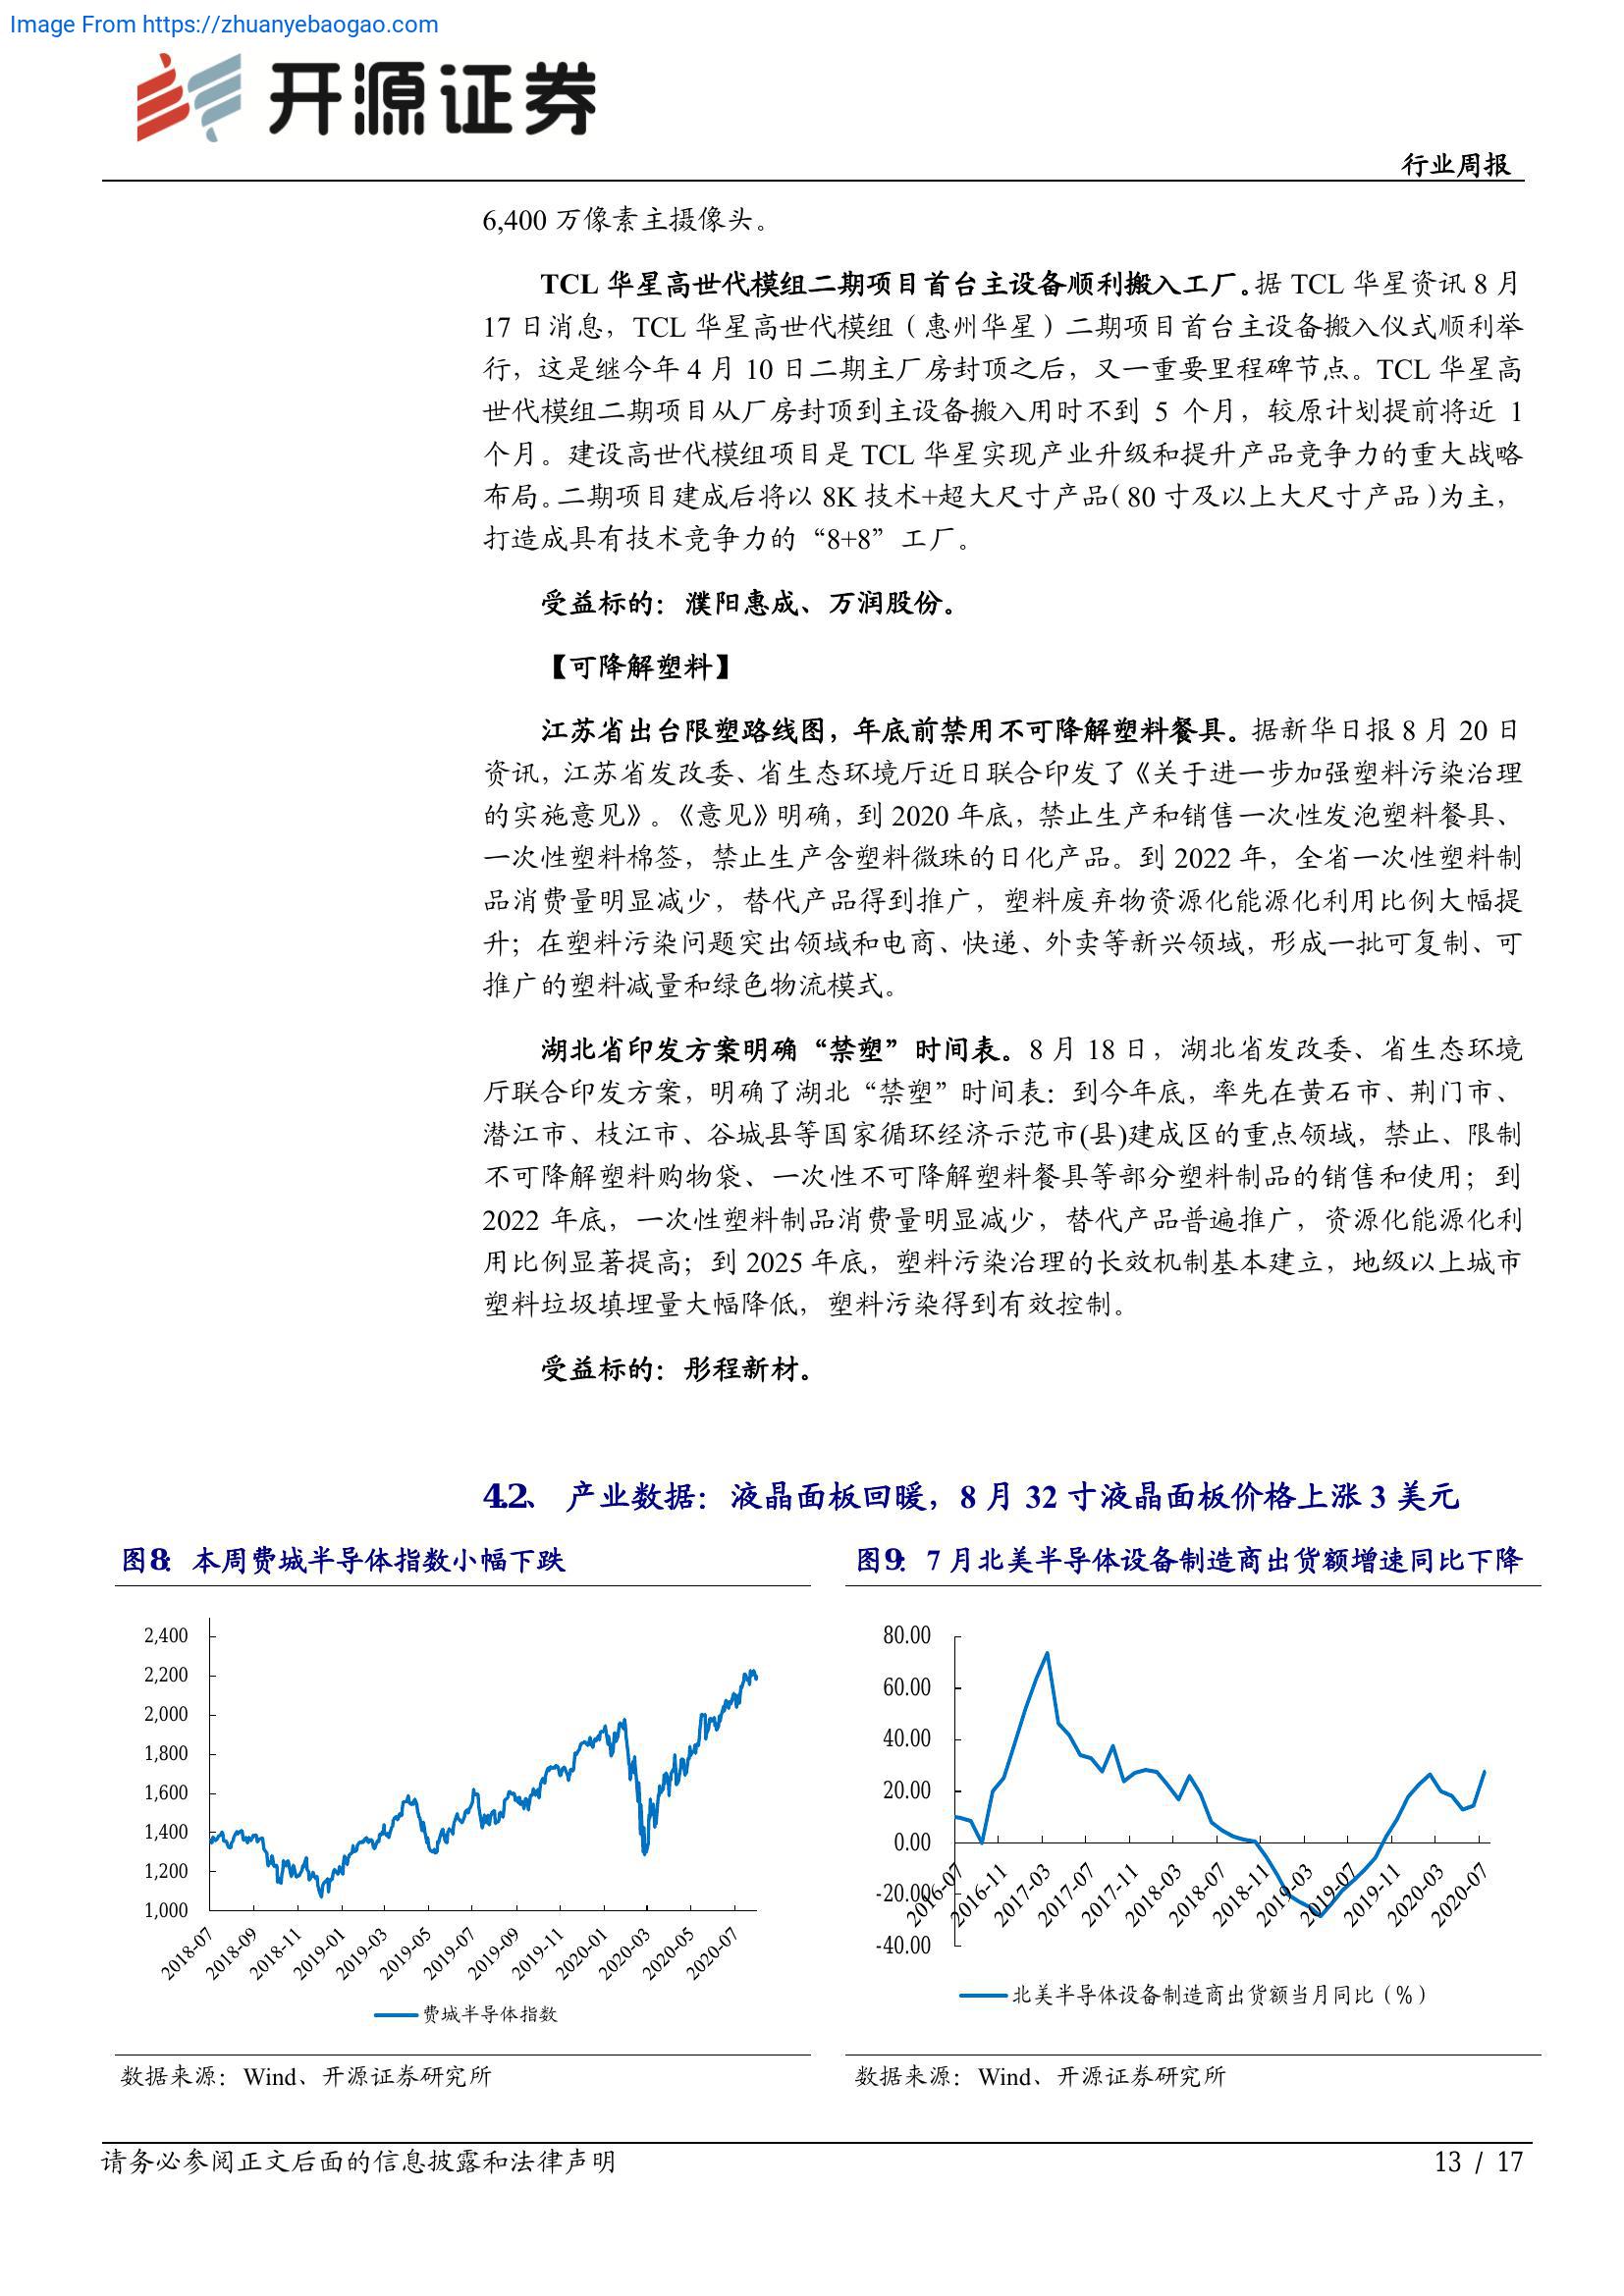 Image From https://zhuanyebaogao.com
开源证券
行业周报
6,400 万像素主摄像头。
TCL 华星高世代模组二期项目首台主设备顺利搬入工厂。据 TCL 华星资讯 8 月
17 日消息，TCL 华星高世代模组（惠州华星）二期项目首台主设备搬入仪式顺利举
行，这是继今年 4 月 10 日二期主厂房封顶之后，又一重要里程碑节点。TCL 华星高
世代模组二期项目从厂房封顶到主设备搬入用时不到 5 个月，较原计划提前将近 1
个月。建设高世代模组项目是 TCL 华星实现产业升级和提升产品竞争力的重大战略
布局。二期项目建成后将以 8K 技术+超大尺寸产品（80 寸及以上大尺寸产品）为主，
打造成具有技术竞争力的“8+8”工厂。
受益标的：濮阳惠成、万润股份。
【可降解塑料】
江苏省出台限塑路线图，年底前禁用不可降解塑料餐具。据新华日报 8 月 20 日
资讯，江苏省发改委、省生态环境厅近日联合印发了《关于进一步加强塑料污染治理
的实施意见》。《意见》明确，到 2020 年底，禁止生产和销售一次性发泡塑料餐具、
一次性塑料棉签，禁止生产含塑料微珠的日化产品。到 2022 年，全省一次性塑料制
品消费量明显减少，替代产品得到推广，塑料废弃物资源化能源化利用比例大幅提
升；在塑料污染问题突出领域和电商、快递、外卖等新兴领域，形成一批可复制、可
推广的塑料减量和绿色物流模式。
湖北省印发方案明确“禁塑”时间表。8 月 18 日，湖北省发改委、省生态环境
厅联合印发方案，明确了湖北“禁塑”时间表：到今年底，率先在黄石市、荆门市、
潜江市、枝江市、谷城县等国家循环经济示范市(县)建成区的重点领域，禁止、限制
不可降解塑料购物袋、一次性不可降解塑料餐具等部分塑料制品的销售和使用；到
2022 年底，一次性塑料制品消费量明显减少，替代产品普遍推广，资源化能源化利
用比例显著提高；到 2025 年底，塑料污染治理的长效机制基本建立，地级以上城市
塑料垃圾填埋量大幅降低，塑料污染得到有效控制。
受益标的：彤程新材。
4.2、 产业数据：液晶面板回暖，8 月 32 寸液晶面板价格上涨 3 美元
图8：本周费城半导体指数小幅下跌
2,400
2,200
2,000
1,800
1,600
1,400
1,200
1,000
2018-07
2018-09
2018-11
2019-01
2019-03
2019-05
2019-07
2019-09
2019-11
2020-01
2020-03
2020-05
2020-07
费城半导体指数
数据来源：Wind、开源证券研究所
图9：7 月北美半导体设备制造商出货额增速同比下降
80.00
60.00
40.00
20.00
0.00
-20.00
-40.00
2016-07
2016-11
2017-03
2017-07
2017-11
2018-03
2018-07
2018-11
2019-03
2019-07
2019-11
2020-03
2020-07
北美半导体设备制造商出货额当月同比（%）
数据来源：Wind、开源证券研究所
请务必参阅正文后面的信息披露和法律声明
13 / 17